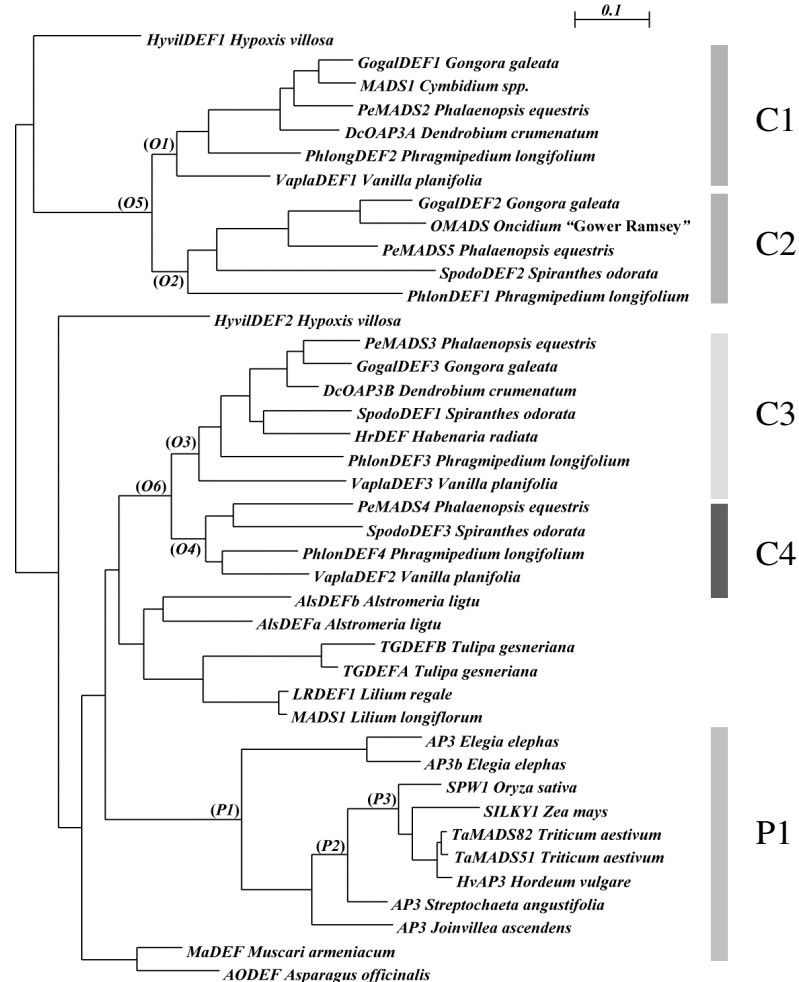 0.1
HyvilDEF1 Hypoxis villosa
GogalDEF1 Gongora galeata
MADS1 Cymbidium spp.
PeMADS2 Phalaenopsis equestris
DcOAP3A Dendrobium crumenatum
PhlongDEF2 Phragmipedium longifolium
VaplaDEF1 Vanilla planifolia
(O1)
C1
(O5)
GogalDEF2 Gongora galeata
OMADS Oncidium “Gower Ramsey”
PeMADS5 Phalaenopsis equestris
SpodoDEF2 Spiranthes odorata
PhlonDEF1 Phragmipedium longifolium
(O2)
C2
HyvilDEF2 Hypoxis villosa
PeMADS3 Phalaenopsis equestris
GogalDEF3 Gongora galeata
DcOAP3B Dendrobium crumenatum
SpodoDEF1 Spiranthes odorata
HrDEF Habenaria radiata
PhlonDEF3 Phragmipedium longifolium
VaplaDEF3 Vanilla planifolia
(O3)
C3
(O6)
PeMADS4 Phalaenopsis equestris
SpodoDEF3 Spiranthes odorata
PhlonDEF4 Phragmipedium longifolium
VaplaDEF2 Vanilla planifolia
(O4)
C4
AlsDEFb Alstromeria ligtu
AlsDEFa Alstromeria ligtu
TGDEFB Tulipa gesneriana
TGDEFA Tulipa gesneriana
LRDEF1 Lilium regale
MADS1 Lilium longiflorum
AP3 Elegia elephas
AP3b Elegia elephas
SPW1 Oryza sativa
(P1)
(P3)
SILKY1 Zea mays
TaMADS82 Triticum aestivum
(P2)
TaMADS51 Triticum aestivum
HvAP3 Hordeum vulgare
AP3 Streptochaeta angustifolia
AP3 Joinvillea ascendens
P1
MaDEF Muscari armeniacum
AODEF Asparagus officinalis